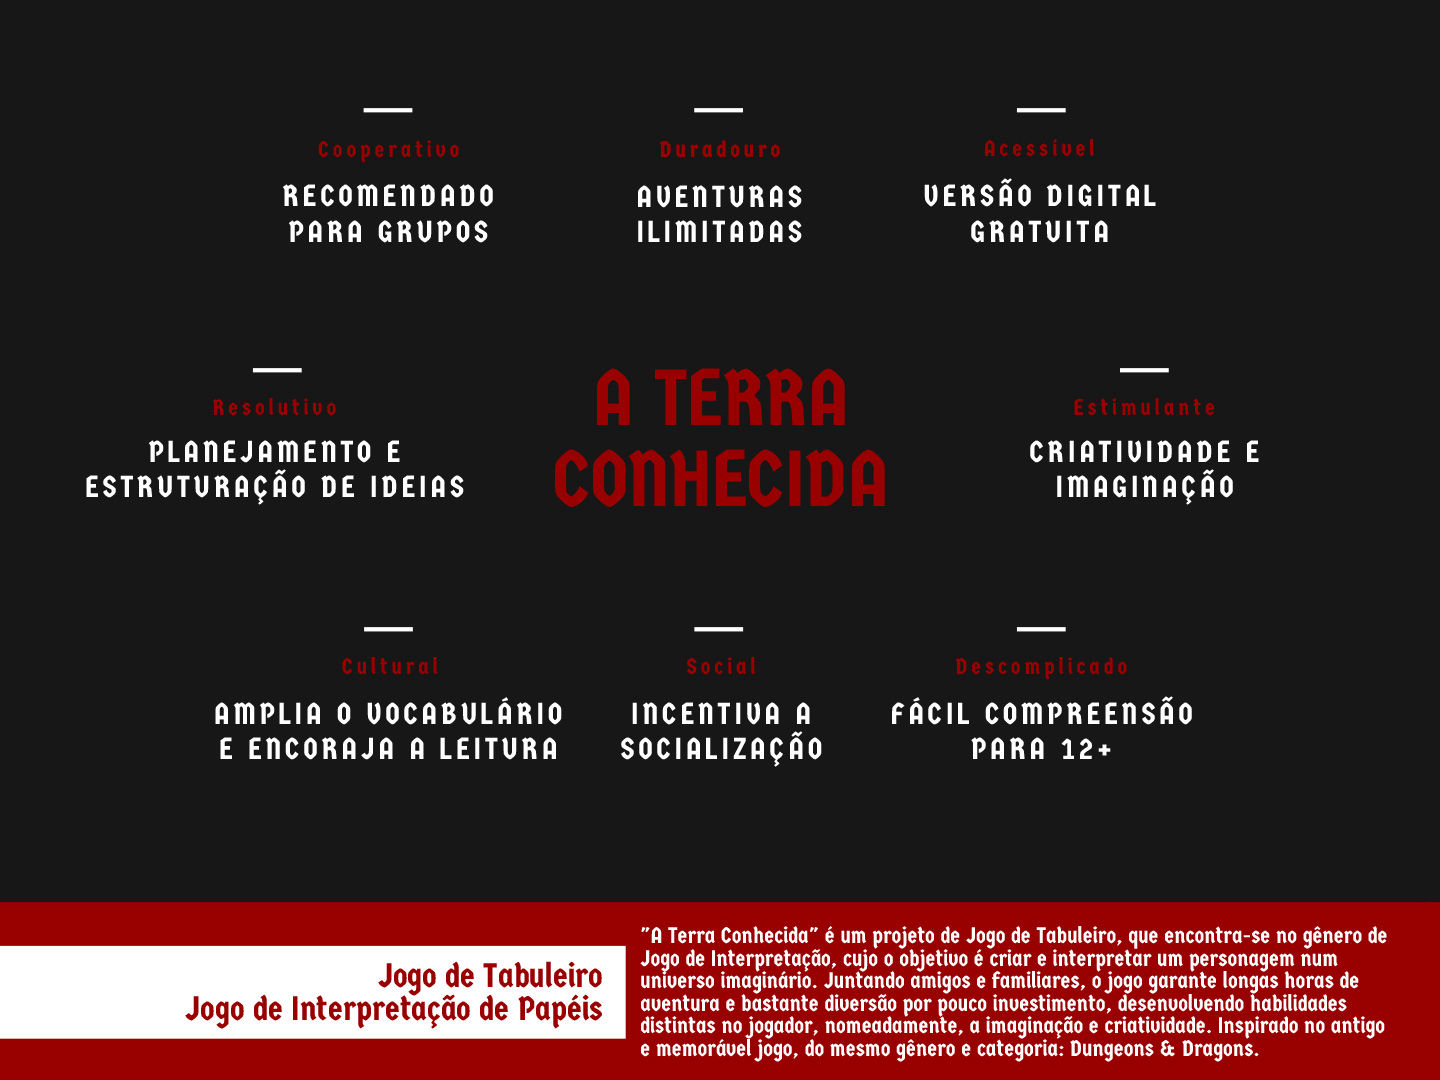 Cooperativo
RECOMENDADO
PARA GRUPOS
Duradouro
AVENTURAS
ILIMITADAS
Acessível
VERSÃO DIGITAL
GRATUITA
Resolutivo
PLANEJAMENTO E
ESTRUTURAÇÃO DE IDEIAS
A TERRA
CONHECIDA
Estimulante
CRIATIVIDADE E
IMAGINAÇÃO
Cultural
AMPLIA O VOCABULÁRIO
E ENCORAJA A LEITURA
Social
INCENTIVA A
SOCIALIZAÇÃO
Descomplicado
FÁCIL COMPREENSÃO
PARA 12+
Jogo de Tabuleiro
Jogo de Interpretação de Papéis
"A Terra Conhecida" é um projeto de Jogo de Tabuleiro, que encontra-se no gênero de
Jogo de Interpretação, cujo o objetivo é criar e interpretar um personagem num
universo imaginário. Juntando amigos e familiares, o jogo garante longas horas de
aventura e bastante diversão por pouco investimento, desenvolvendo habilidades
distintas no jogador, nomeadamente, a imaginação e criatividade. Inspirado no antigo
e memorável jogo, do mesmo gênero e categoria: Dungeons & Dragons.